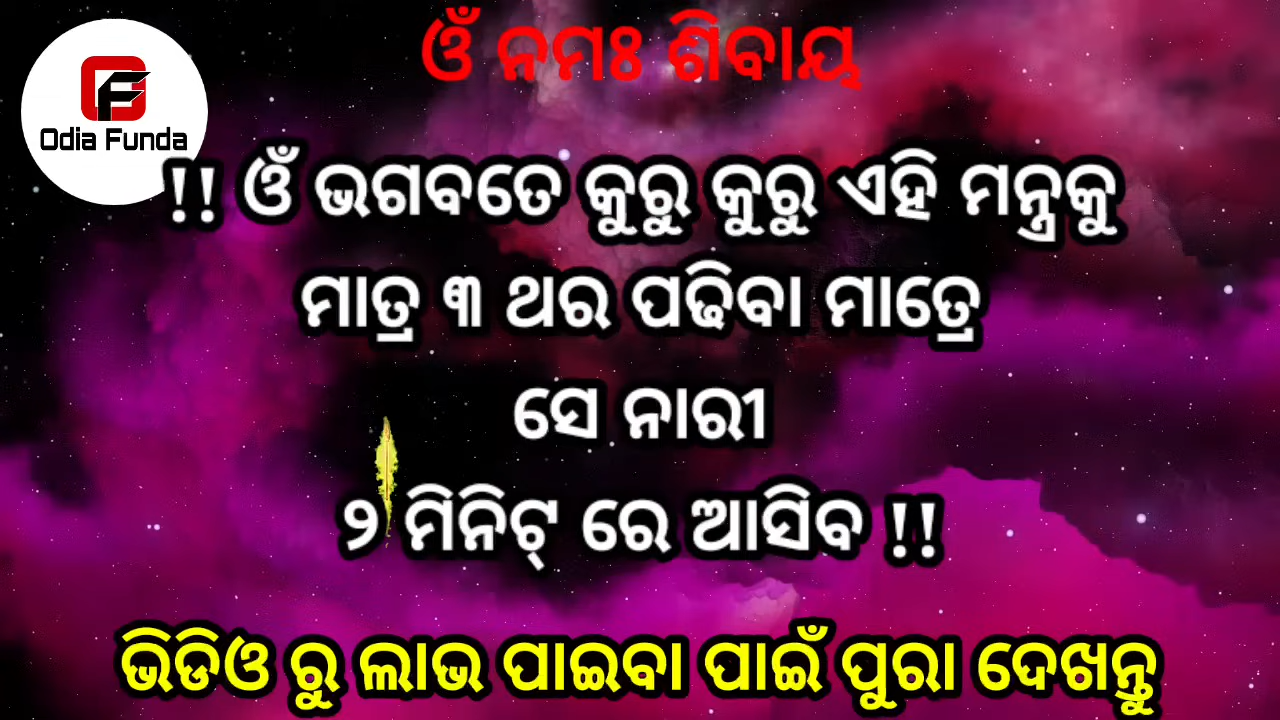 ଓଁ ନମଃ ଶିବାୟ
Odia Funda
!! ଓଁ ଭଗବତେ କୁରୁ କୁରୁ ଏହି ମନ୍ତ୍ରକୁ
ମାତ୍ର ୩ ଥର ପଢିବା ମାତ୍ରେ
ସେ ନାରୀ
୨ ମିନିଟ୍ ରେ ଆସିବ !!
ଭିଡିଓ ରୁ ଲାଭ ପାଇବା ପାଇଁ ପୁରା ଦେଖନ୍ତୁ